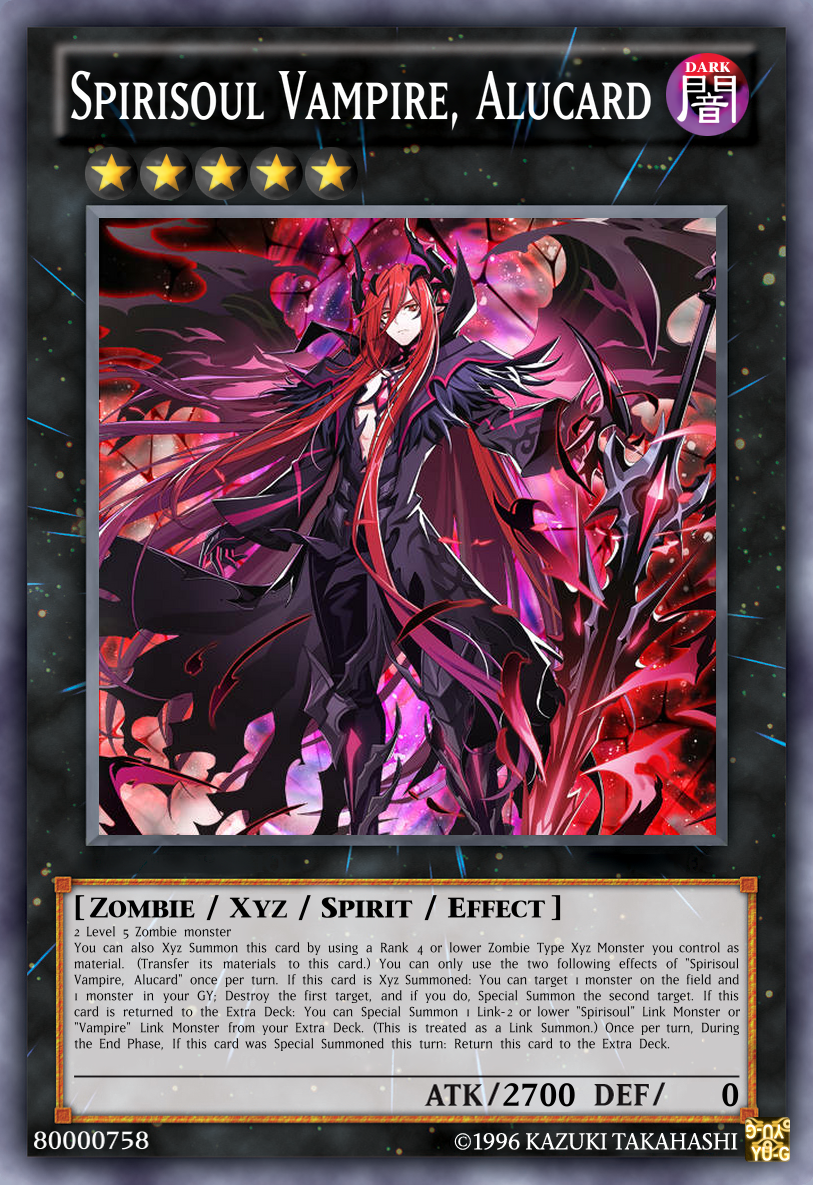 Spirisoul Vampire, Alucard
DARK
闇
[ Zombie / Xyz / Spirit / Effect ]
2 Level 5 Zombie monster
You can also Xyz Summon this card by using a Rank 4 or lower Zombie Type Xyz Monster you control as
material. (Transfer its materials to this card.) You can only use the two following effects of "Spirisoul
Vampire, Alucard" once per turn. If this card is Xyz Summoned: You can target 1 monster on the field and
1 monster in your GY; Destroy the first target, and if you do, Special Summon the second target. If this
card is returned to the Extra Deck: You can Special Summon 1 Link-2 or lower "Spirisoul" Link Monster or
"Vampire" Link Monster from your Extra Deck. (This is treated as a Link Summon.) Once per turn, During
the End Phase, If this card was Special Summoned this turn: Return this card to the Extra Deck.
ATK/2700 DEF/ 0
80000758
©1996 KAZUKI TAKAHASHI